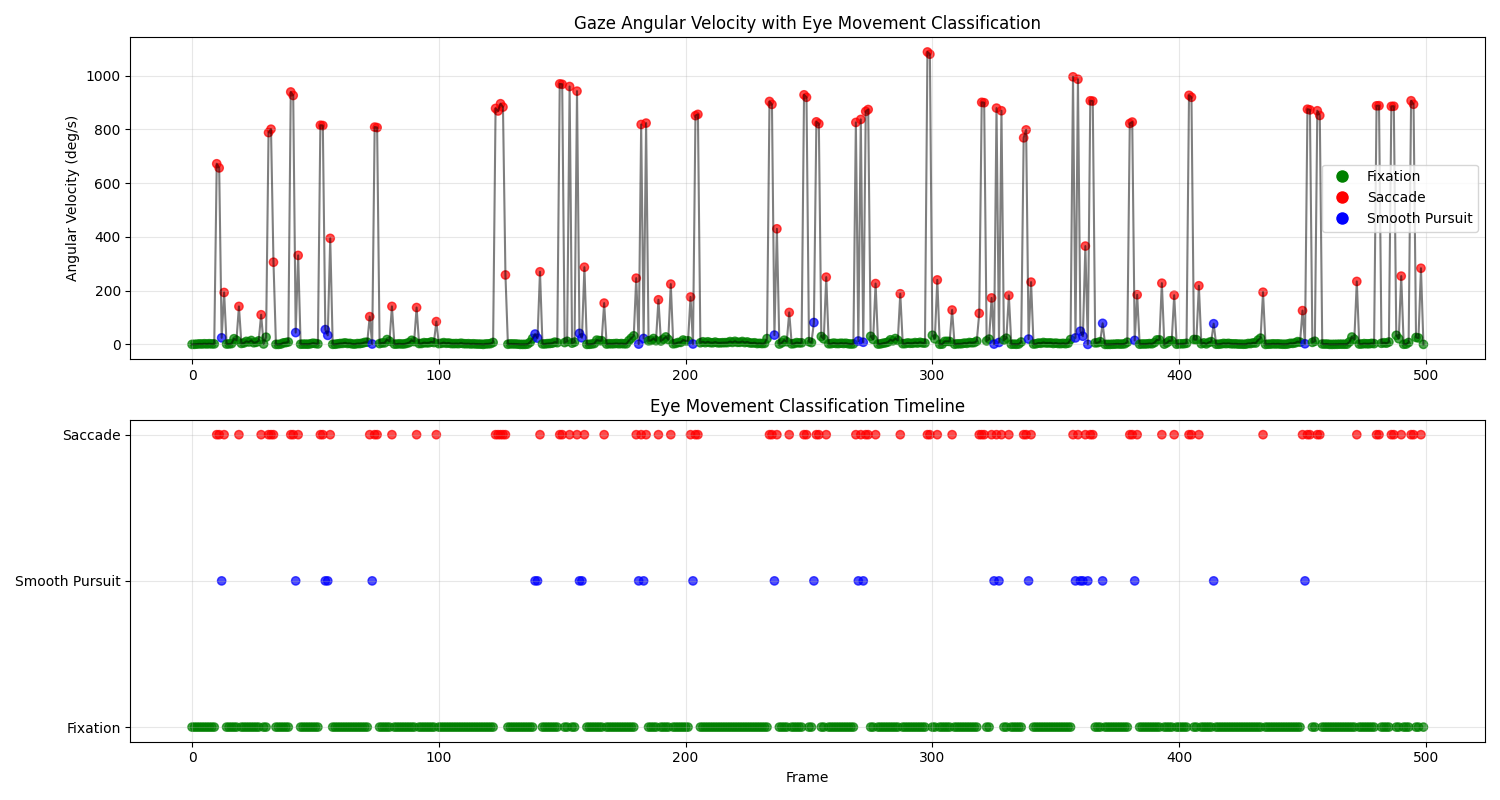 Gaze Angular Velocity with Eye Movement Classification
Angular Velocity (deg/s)
1000
800
600
400
200
0
Fixation
Saccade
Smooth Pursuit
0 100 200 300 400 500
Eye Movement Classification Timeline
Saccade
Smooth Pursuit
Fixation
0 100 200 300 400 500
Frame